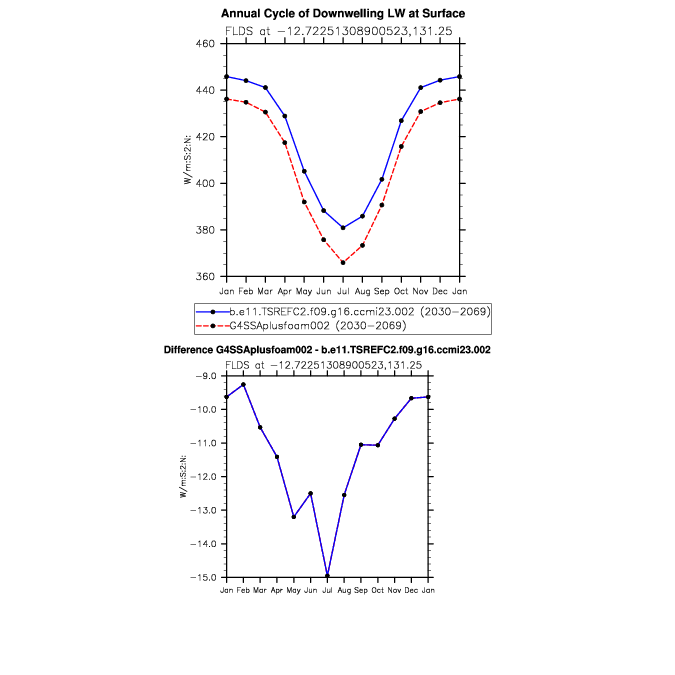 Annual Cycle of Downwelling LW at Surface
FLDS at −12.72251308900523,131.25
460
440
420
400
380
360
W/m:S:2:N:
Jan Feb Mar Apr May Jun Jul Aug Sep Oct Nov Dec Jan
b.e11.TSREFC2.f09.g16.ccmi23.002 (2030−2069)
G4SSAplusfoam002 (2030−2069)
Difference G4SSAplusfoam002 - b.e11.TSREFC2.f09.g16.ccmi23.002
FLDS at −12.72251308900523,131.25
−9.0
−10.0
−11.0
−12.0
−13.0
−14.0
−15.0
W/m:S:2:N:
Jan Feb Mar Apr May Jun Jul Aug Sep Oct Nov Dec Jan